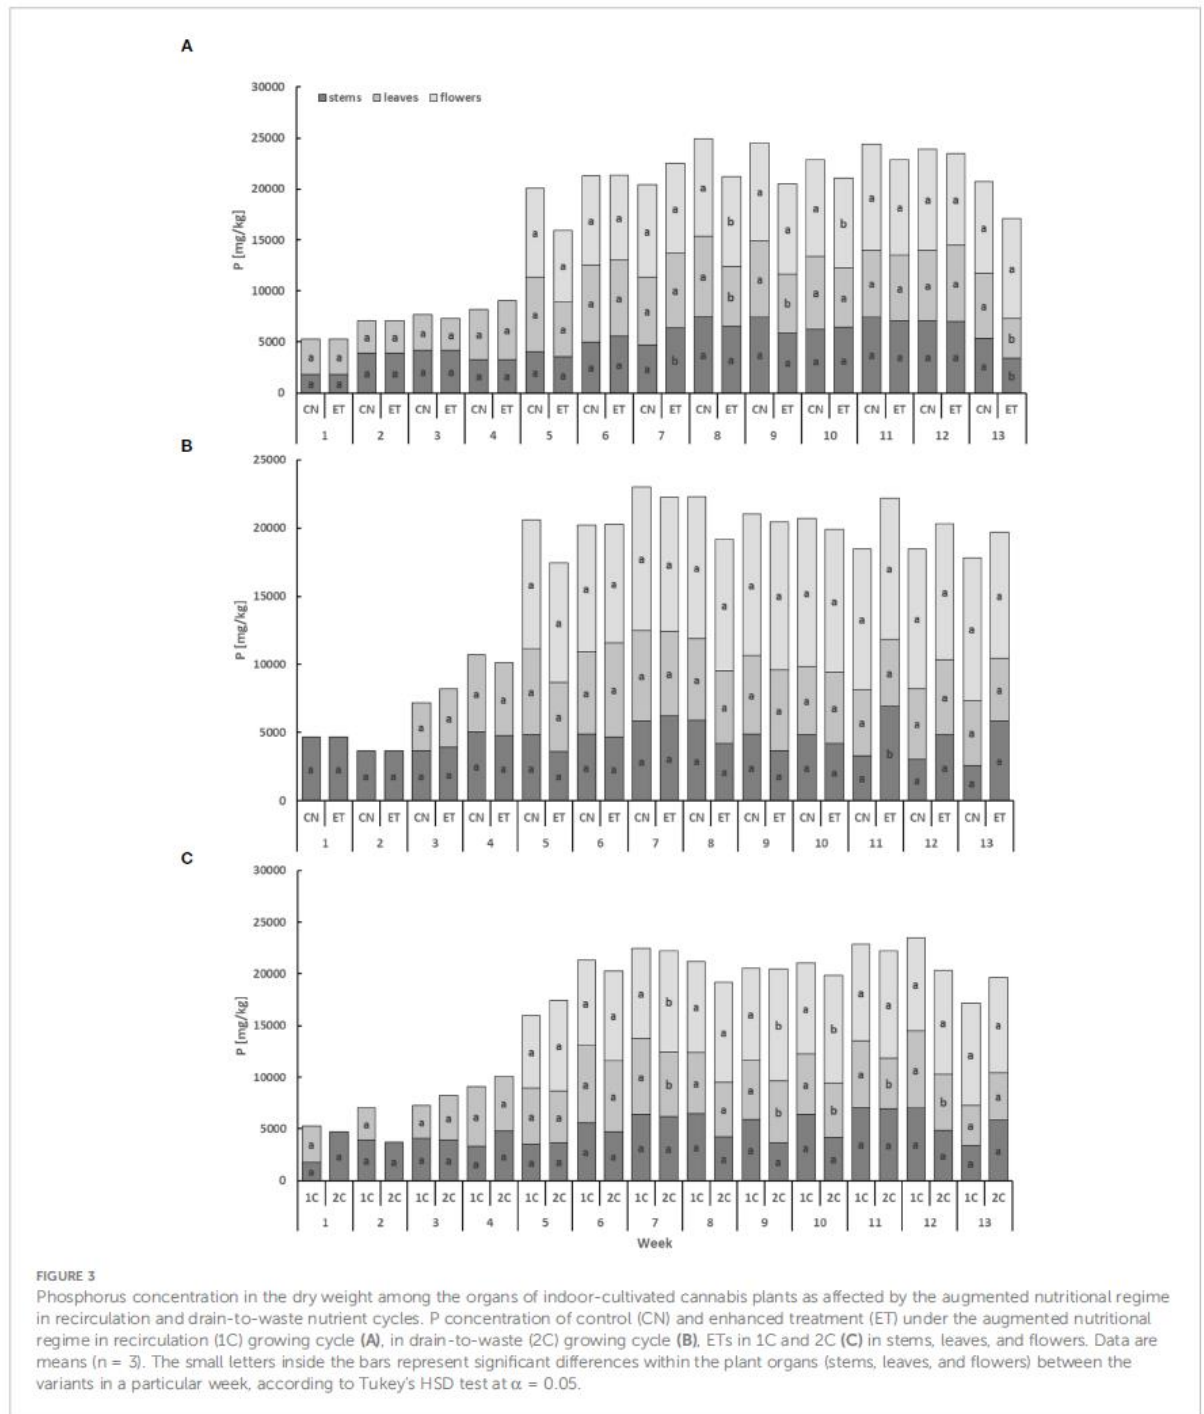 A
30000
stems leaves flowers
25000
20000
15000
10000
5000
0
P [mg/kg]
a a a a a a a b a a a b a a a a a a
a a a a a a a a a a a a a a a b a b a a a a a a a b
a a a a a a a a a a a a a b a a a a a a a a a a a b
CN ET CN ET CN ET CN ET CN ET CN ET CN ET CN ET CN ET CN ET CN ET CN ET CN ET
1 2 3 4 5 6 7 8 9 10 11 12 13
B
25000
20000
15000
10000
5000
0
P [mg/kg]
a a a a a a a a a a a a a a a a a a
a a a a a a a a a a a a a a a a a a a a a a
a a a a a a a a a a a a a a a a a a a a a b a a a a
CN ET CN ET CN ET CN ET CN ET CN ET CN ET CN ET CN ET CN ET CN ET CN ET CN ET
1 2 3 4 5 6 7 8 9 10 11 12 13
C
30000
25000
20000
15000
10000
5000
0
P [mg/kg]
a a a a a b a a a b a b a a a a a a
a a a a a a a a a a a b a a a b a b a b a b a a
a a a a a a a a a a a a a a a a a a a a a a a a a a
1C 2C 1C 2C 1C 2C 1C 2C 1C 2C 1C 2C 1C 2C 1C 2C 1C 2C 1C 2C 1C 2C 1C 2C 1C 2C
1 2 3 4 5 6 7 8 9 10 11 12 13
Week
FIGURE 3
Phosphorus concentration in the dry weight among the organs of indoor-cultivated cannabis plants as affected by the augmented nutritional regime
in recirculation and drain-to-waste nutrient cycles. P concentration of control (CN) and enhanced treatment (ET) under the augmented nutritional
regime in recirculation (1C) growing cycle (A), in drain-to-waste (2C) growing cycle (B), ETs in 1C and 2C (C) in stems, leaves, and flowers. Data are
means (n = 3). The small letters inside the bars represent significant differences within the plant organs (stems, leaves, and flowers) between the
variants in a particular week, according to Tukey's HSD test at α = 0.05.